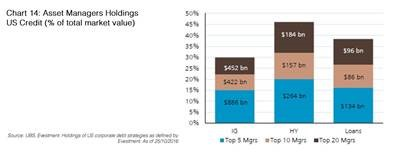 Chart 14: Asset Managers Holdings
US Credit (% of total market value)
50%
45%
40%
35%
30%
25%
20%
15%
10%
5%
0%
$452 bn
$422 bn
$886 bn
$184 bn
$157 bn
$264 bn
$96 bn
$86 bn
$134 bn
IG
HY
Loans
Top 5 Mgrs
Top 10 Mgrs
Top 20 Mgrs
Source: UBS, Evestment. Holdings of US corporate debt strategies as defined by
Evestment. As of 25/10/2016